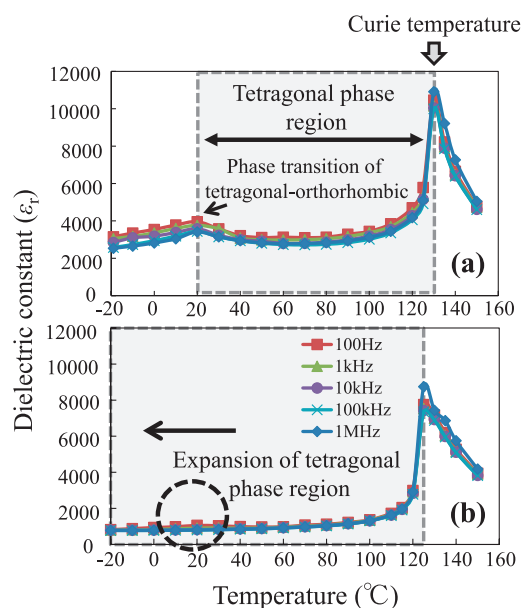 Curie temperature
12000
10000
8000
6000
4000
2000
0
Tetragonal phase
region
Phase transition of
tetragonal-orthorhombic
(a)
-20 0 20 40 60 80 100 120 140 160
Dielectric constant (εr)
12000
10000
8000
6000
4000
2000
0
100Hz
1kHz
10kHz
100kHz
1MHz
Expansion of tetragonal
phase region
(b)
-20 0 20 40 60 80 100 120 140 160
Temperature (℃)